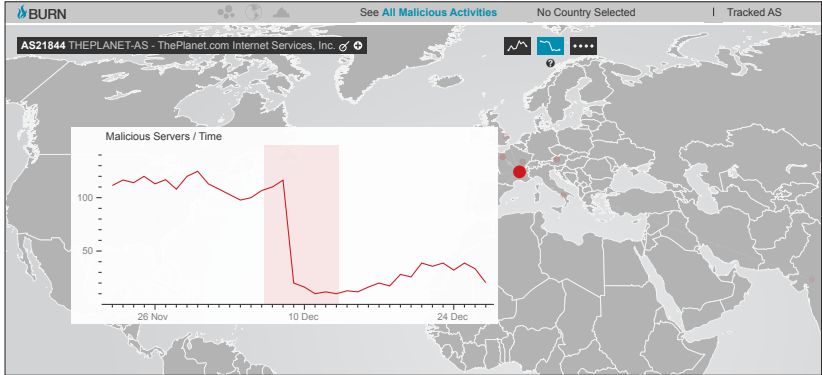 BURN
See All Malicious Activities
No Country Selected
| Tracked AS
AS21844 THEPLANET-AS - ThePlanet.com Internet Services, Inc.
?
Malicious Servers / Time
100
50
26 Nov
10 Dec
24 Dec